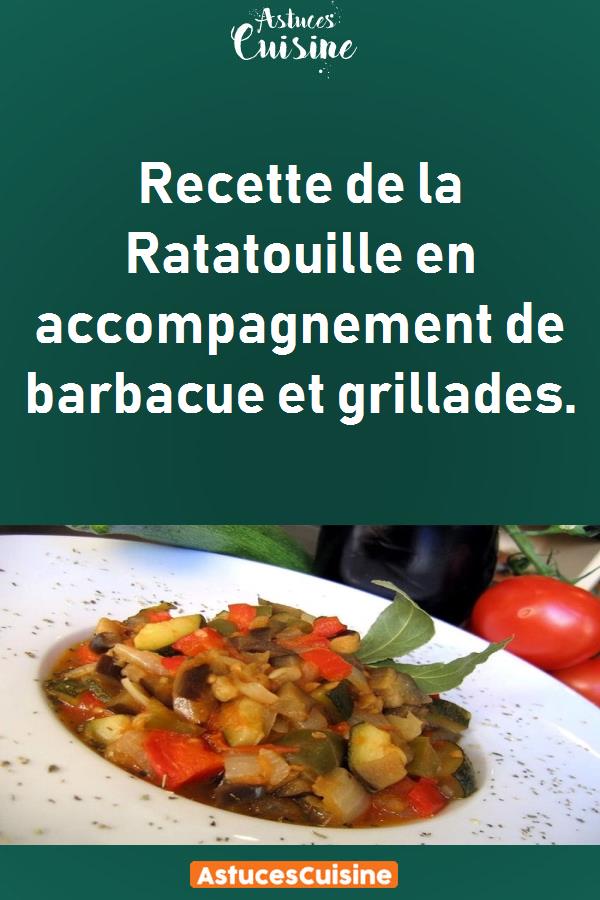 Astuces
Cuisine
Recette de la
Ratatouille en
accompagnement de
barbacue et grillades.
AstucesCuisine